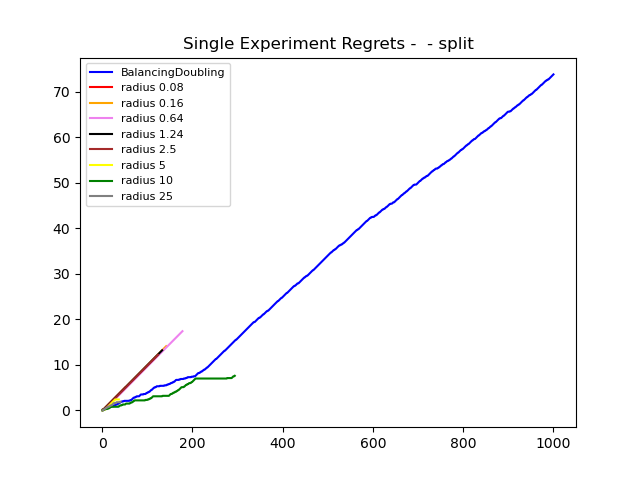 Single Experiment Regrets -  - split
BalancingDoubling
radius 0.08
radius 0.16
radius 0.64
radius 1.24
radius 2.5
radius 5
radius 10
radius 25
70
60
50
40
30
20
10
0
0 200 400 600 800 1000